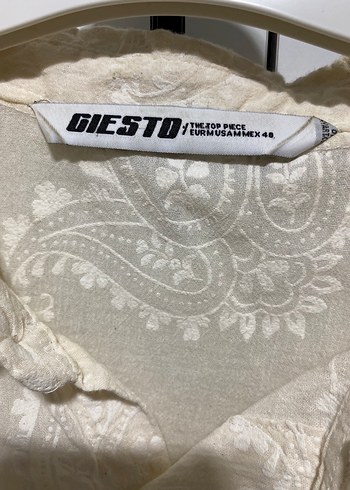 GIESTO
THE TOP PIECE
EUR M USA M MEX 40